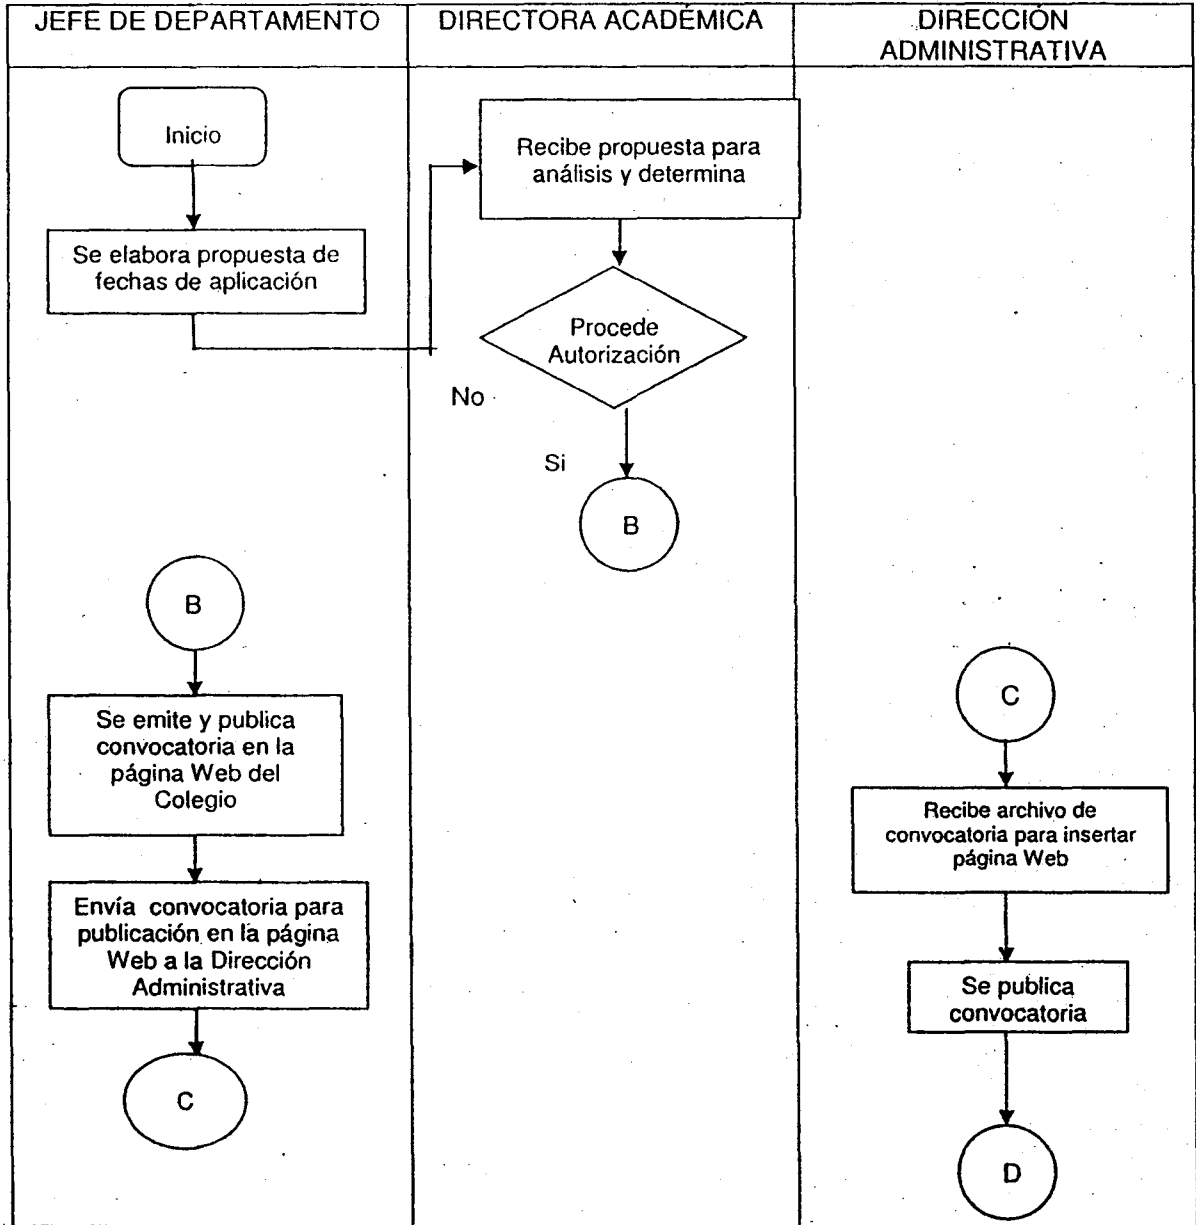 JEFE DE DEPARTAMENTO
DIRECTORA ACADÉMICA
DIRECCIÓN
ADMINISTRATIVA
Inicio
Se elabora propuesta de
fechas de aplicación
Recibe propuesta para
análisis y determina
Procede
Autorización
No
Si
B
B
Se emite y publica
convocatoria en la
página Web del
Colegio
Envía convocatoria para
publicación en la página
Web a la Dirección
Administrativa
C
C
Recibe archivo de
convocatoria para insertar
página Web
Se publica
convocatoria
D